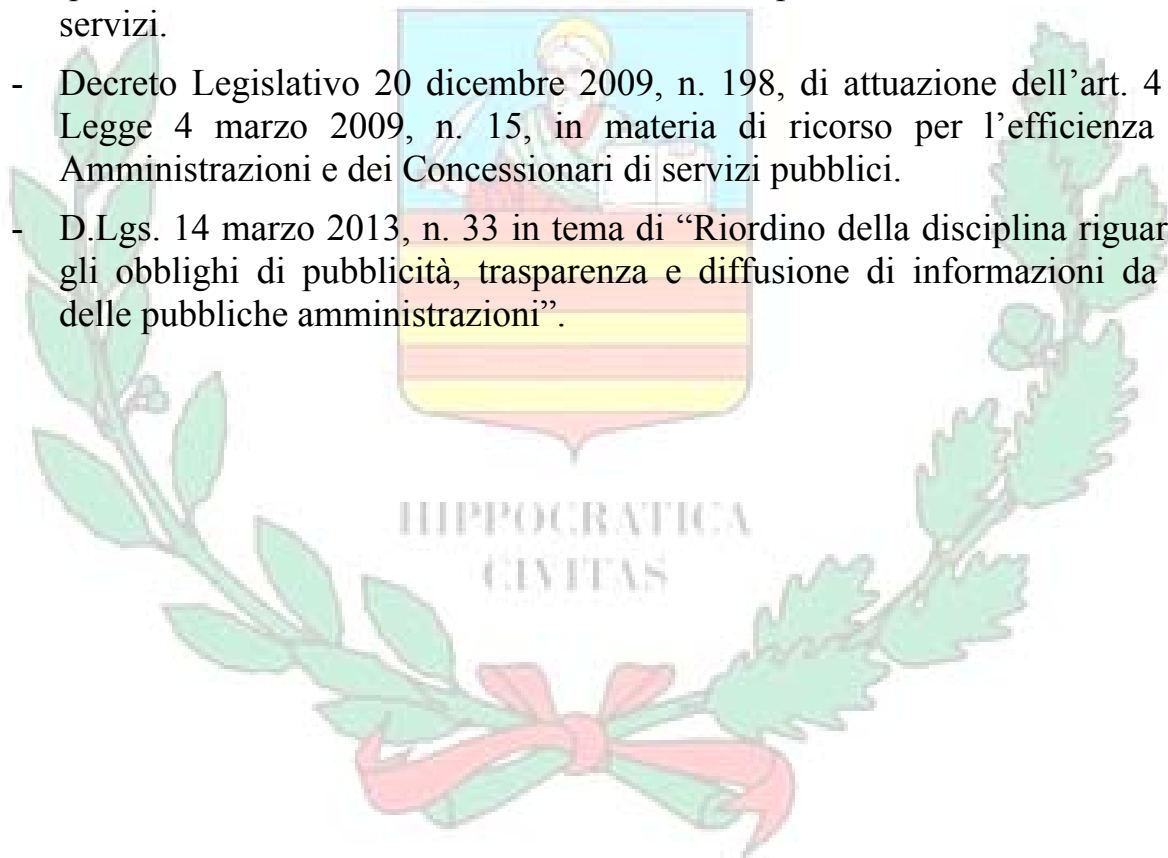 servizi.
- Decreto Legislativo 20 dicembre 2009, n. 198, di attuazione dell’art. 4
Legge 4 marzo 2009, n. 15, in materia di ricorso per l’efficienza
Amministrazioni e dei Concessionari di servizi pubblici.
- D.Lgs. 14 marzo 2013, n. 33 in tema di “Riordino della disciplina riguar
gli obblighi di pubblicità, trasparenza e diffusione di informazioni da
delle pubbliche amministrazioni”.
HIPPOCRATICA
CIVITAS